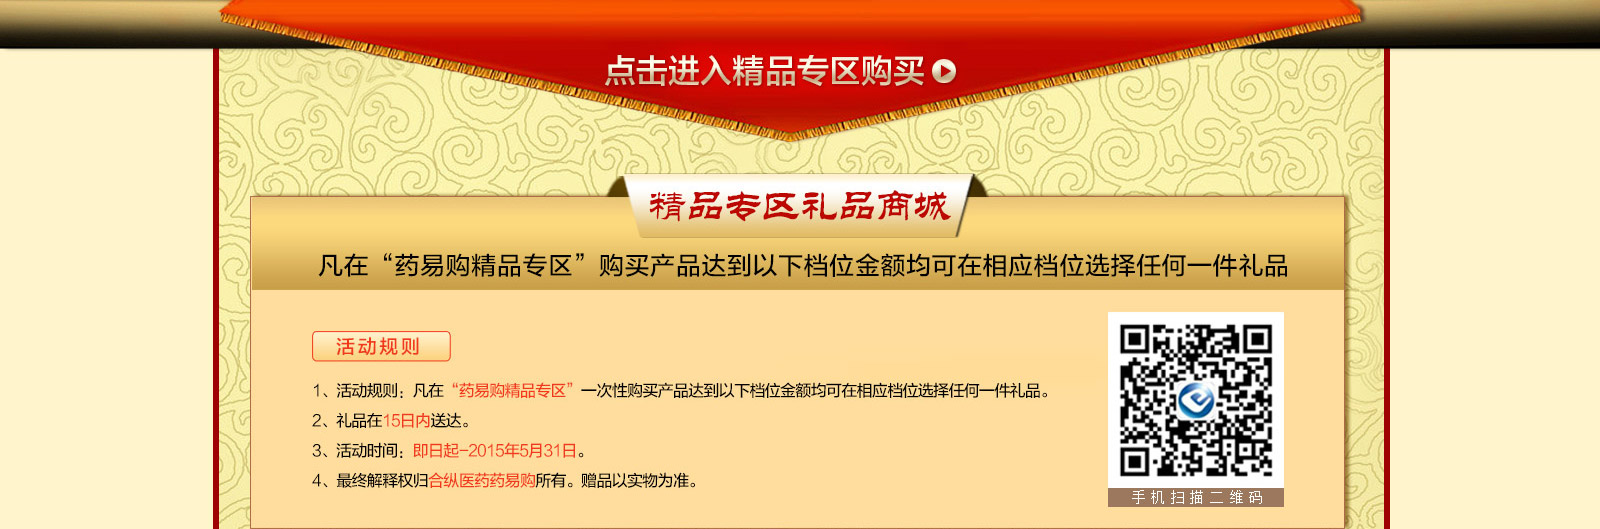 点击进入精品专区购买
精品专区礼品商城
凡在“药易购精品专区”购买产品达到以下档位金额均可在相应档位选择任何一件礼品
活动规则
1、活动规则：凡在“药易购精品专区”一次性购买产品达到以下档位金额均可在相应档位选择任何一件礼品。
2、礼品在15日内送达。
3、活动时间：即日起-2015年5月31日。
4、最终解释权归合纵医药药易购所有。赠品以实物为准。
手机扫描二维码